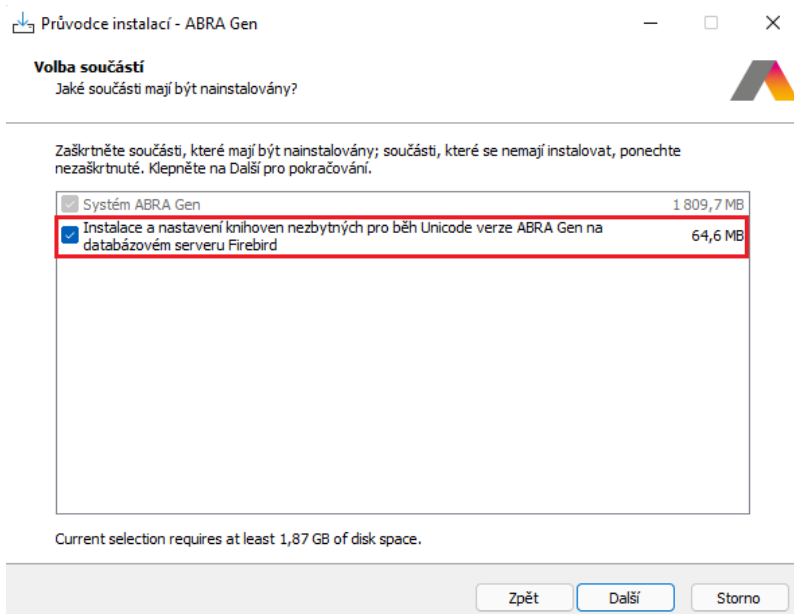 Průvodce instalací - ABRA Gen
Volba součástí
Jaké součásti mají být nainstalovány?
Zaškrtněte součásti, které mají být nainstalovány; součásti, které se nemají instalovat, ponechte
nezaškrtnuté. Klepněte na Další pro pokračování.
Systém ABRA Gen 1 809,7 MB
Instalace a nastavení knihoven nezbytných pro běh Unicode verze ABRA Gen na
databázovém serveru Firebird 64,6 MB
Current selection requires at least 1,87 GB of disk space.
Zpět Další Storno